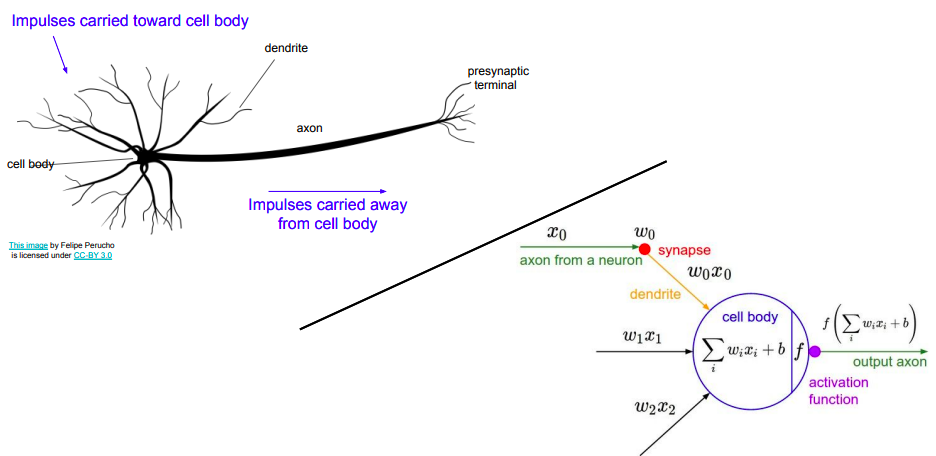 Impulses carried toward cell body
dendrite
presynaptic
terminal
axon
cell body
Impulses carried away
from cell body
This image by Felipe Perucho
is licensed under CC-BY 3.0
x₀
w₀
synapse
axon from a neuron
w₀x₀
dendrite
cell body
w₁x₁
∑ᵢ wᵢxᵢ + b
f
f(∑ᵢ wᵢxᵢ + b)
output axon
activation
function
w₂x₂